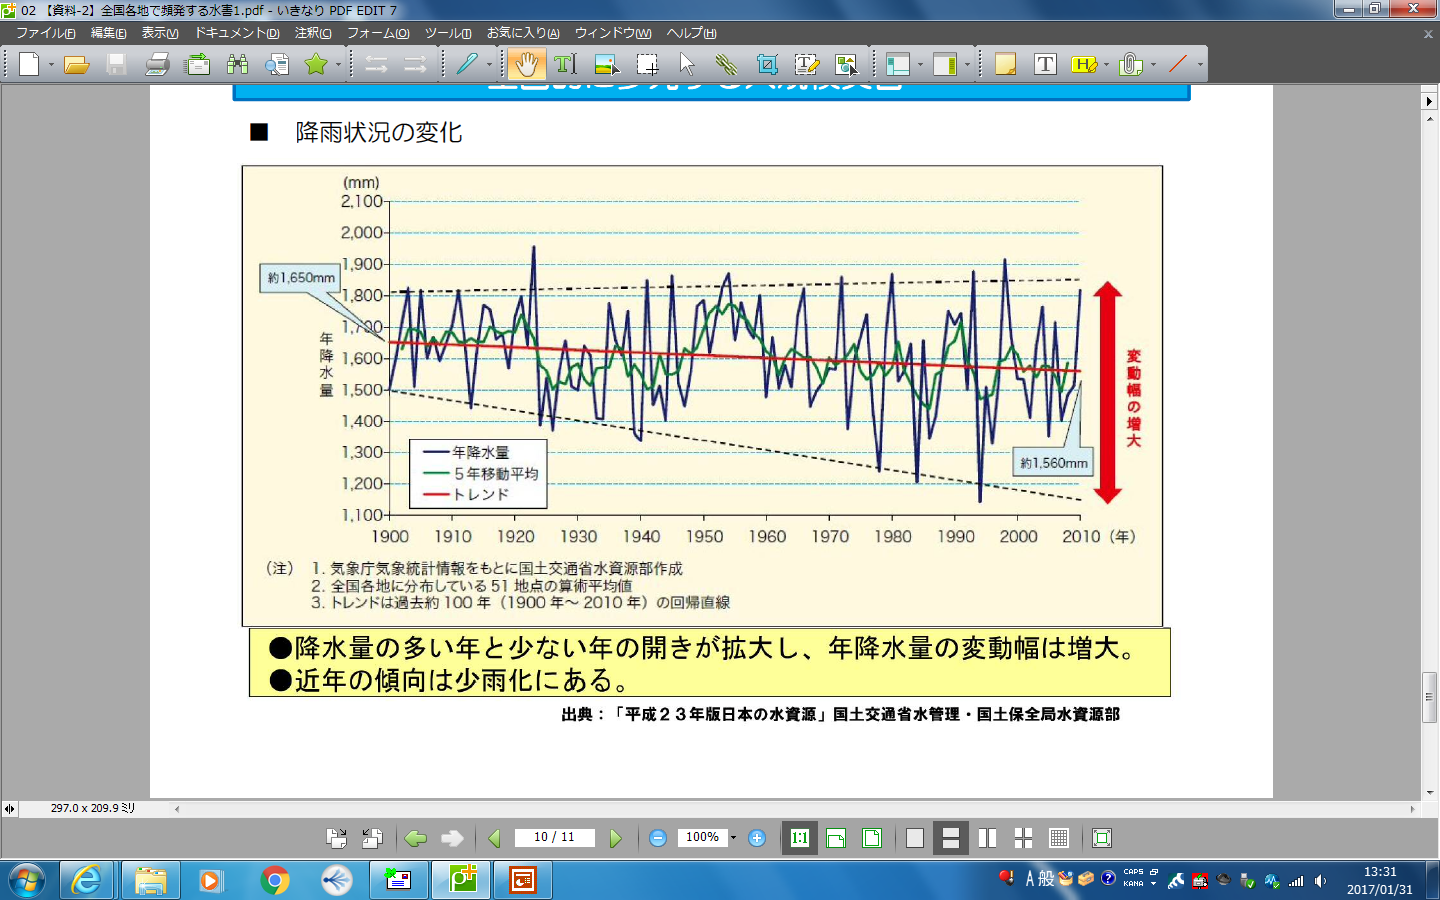 02 【資料-2】全国各地で頻発する水害1.pdf - いきなり PDF EDIT 7
ファイル(F) 編集(E) 表示(V) ドキュメント(D) 注釈(C) フォーム(O) ツール(T) お気に入り(A) ウィンドウ(W) ヘルプ(H)
■ 降雨状況の変化
(mm)
2,100
2,000
1,900
1,800
1,700
1,600
1,500
1,400
1,300
1,200
1,100
約1,650mm
年降水量
年降水量
５年移動平均
トレンド
約1,560mm
変動幅の増大
1900 1910 1920 1930 1940 1950 1960 1970 1980 1990 2000 2010（年）
（注） 1. 気象庁気象統計情報をもとに国土交通省水資源部作成
2. 全国各地に分布している 51 地点の算術平均値
3. トレンドは過去約 100 年（1900 年～ 2010 年）の回帰直線
●降水量の多い年と少ない年の開きが拡大し、年降水量の変動幅は増大。
●近年の傾向は少雨化にある。
出典：「平成２３年版日本の水資源」国土交通省水管理・国土保全局水資源部
297.0 x 209.9 ミリ
10 / 11
100%
1:1
A 般
CAPS
KANA
13:31
2017/01/31